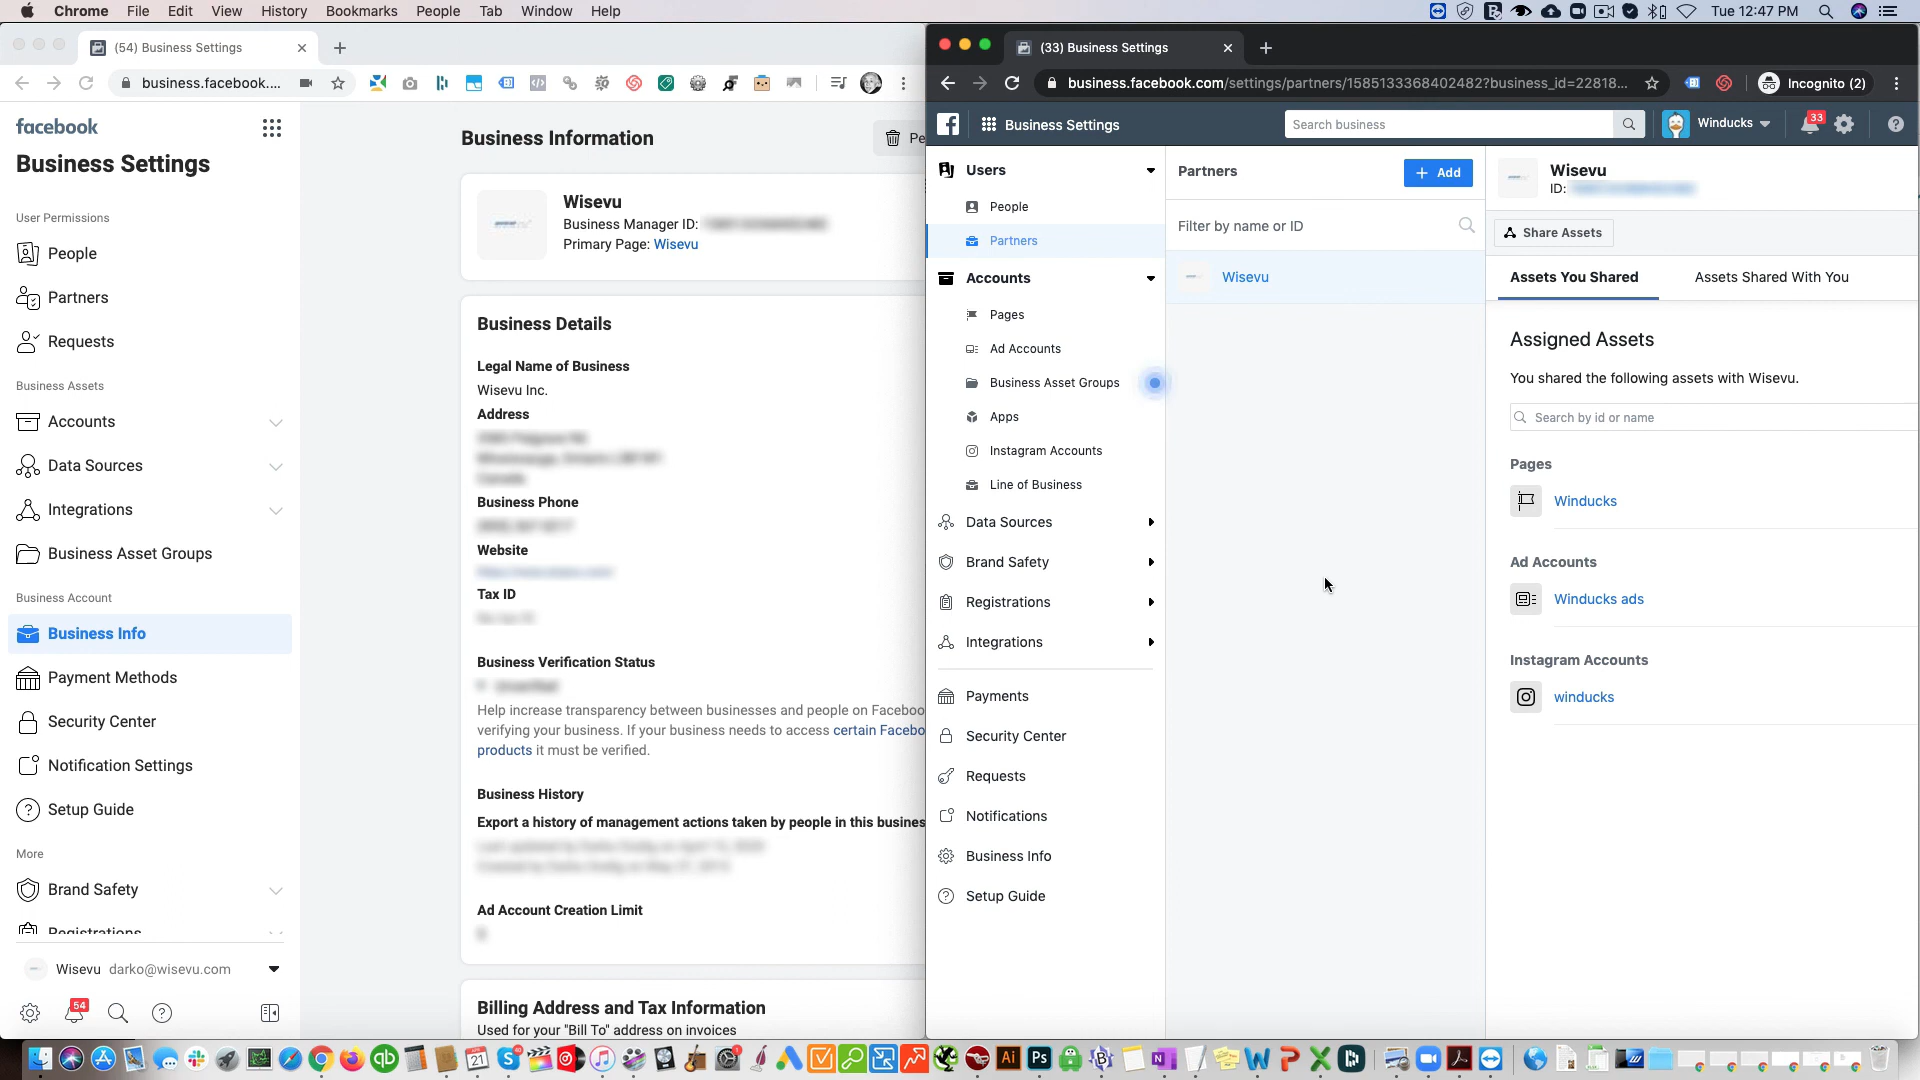 Chrome File Edit View History Bookmarks People Tab Window Help
Tue 12:47 PM
(54) Business Settings
business.facebook....
facebook
Business Settings
User Permissions
People
Partners
Requests
Business Assets
Accounts
Data Sources
Integrations
Business Asset Groups
Business Account
Business Info
Payment Methods
Security Center
Notification Settings
Setup Guide
More
Brand Safety
Registrations
Wisevu darko@wisevu.com
54
Business Information
Pe
Wisevu
Business Manager ID:
Primary Page: Wisevu
Business Details
Legal Name of Business
Wisevu Inc.
Address
Business Phone
Website
Tax ID
Business Verification Status
Help increase transparency between businesses and people on Facebo
verifying your business. If your business needs to access certain Facebo
products it must be verified.
Business History
Export a history of management actions taken by people in this busines
Ad Account Creation Limit
Billing Address and Tax Information
Used for your "Bill To" address on invoices
(33) Business Settings
business.facebook.com/settings/partners/1585133368402482?business_id=22818...
Incognito (2)
Business Settings
Search business
Winducks
33
Users
People
Partners
Accounts
Pages
Ad Accounts
Business Asset Groups
Apps
Instagram Accounts
Line of Business
Data Sources
Brand Safety
Registrations
Integrations
Payments
Security Center
Requests
Notifications
Business Info
Setup Guide
Partners
+ Add
Filter by name or ID
Wisevu
Wisevu
ID:
Share Assets
Assets You Shared
Assets Shared With You
Assigned Assets
You shared the following assets with Wisevu.
Search by id or name
Pages
Winducks
Ad Accounts
Winducks ads
Instagram Accounts
winducks